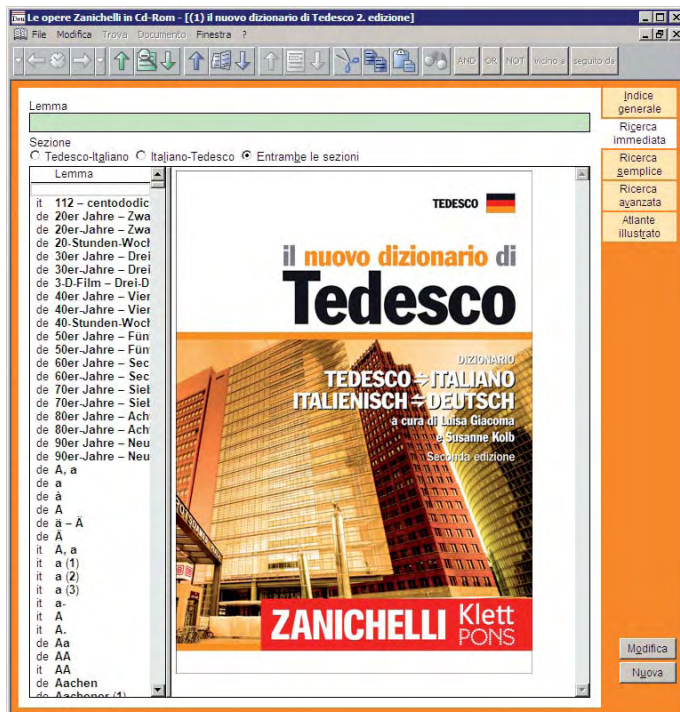 Le opere Zanichelli in Cd-Rom - [(1) il nuovo dizionario di Tedesco 2. edizione]
File Modifica Trova Documento Finestra ?
AND OR NOT vicino a seguito da
Lemma
Sezione
Tedesco-Italiano Italiano-Tedesco Entrambe le sezioni
Lemma
it 112 – centododic
de 20er Jahre – Zwa
de 20er-Jahre – Zwa
de 20-Stunden-Woch
de 30er Jahre – Drei
de 30er-Jahre – Drei
de 3-D-Film – Drei-D
de 40er Jahre – Vier
de 40er-Jahre – Vier
de 40-Stunden-Woch
de 50er Jahre – Fün
de 50er-Jahre – Fün
de 60er Jahre – Sec
de 60er-Jahre – Sec
de 70er Jahre – Sieb
de 70er-Jahre – Sieb
de 80er Jahre – Acht
de 80er-Jahre – Acht
de 90er Jahre – Neu
de 90er-Jahre – Neu
de A, a
de a
de à
de A
de ä – Ä
de Ä
it A, a
it a (1)
it a (2)
it a (3)
it a-
it A
it A.
de Aa
de AA
it AA
de Aachen
de Aachener (1)
TEDESCO
il nuovo dizionario di
Tedesco
DIZIONARIO
TEDESCO ITALIANO
ITALIENISCH DEUTSCH
a cura di Luisa Giacoma
e Susanne Kolb
Seconda edizione
ZANICHELLI
Klett
PONS
Indice
generale
Ricerca
immediata
Ricerca
semplice
Ricerca
avanzata
Atlante
illustrato
Modifica
Nuova